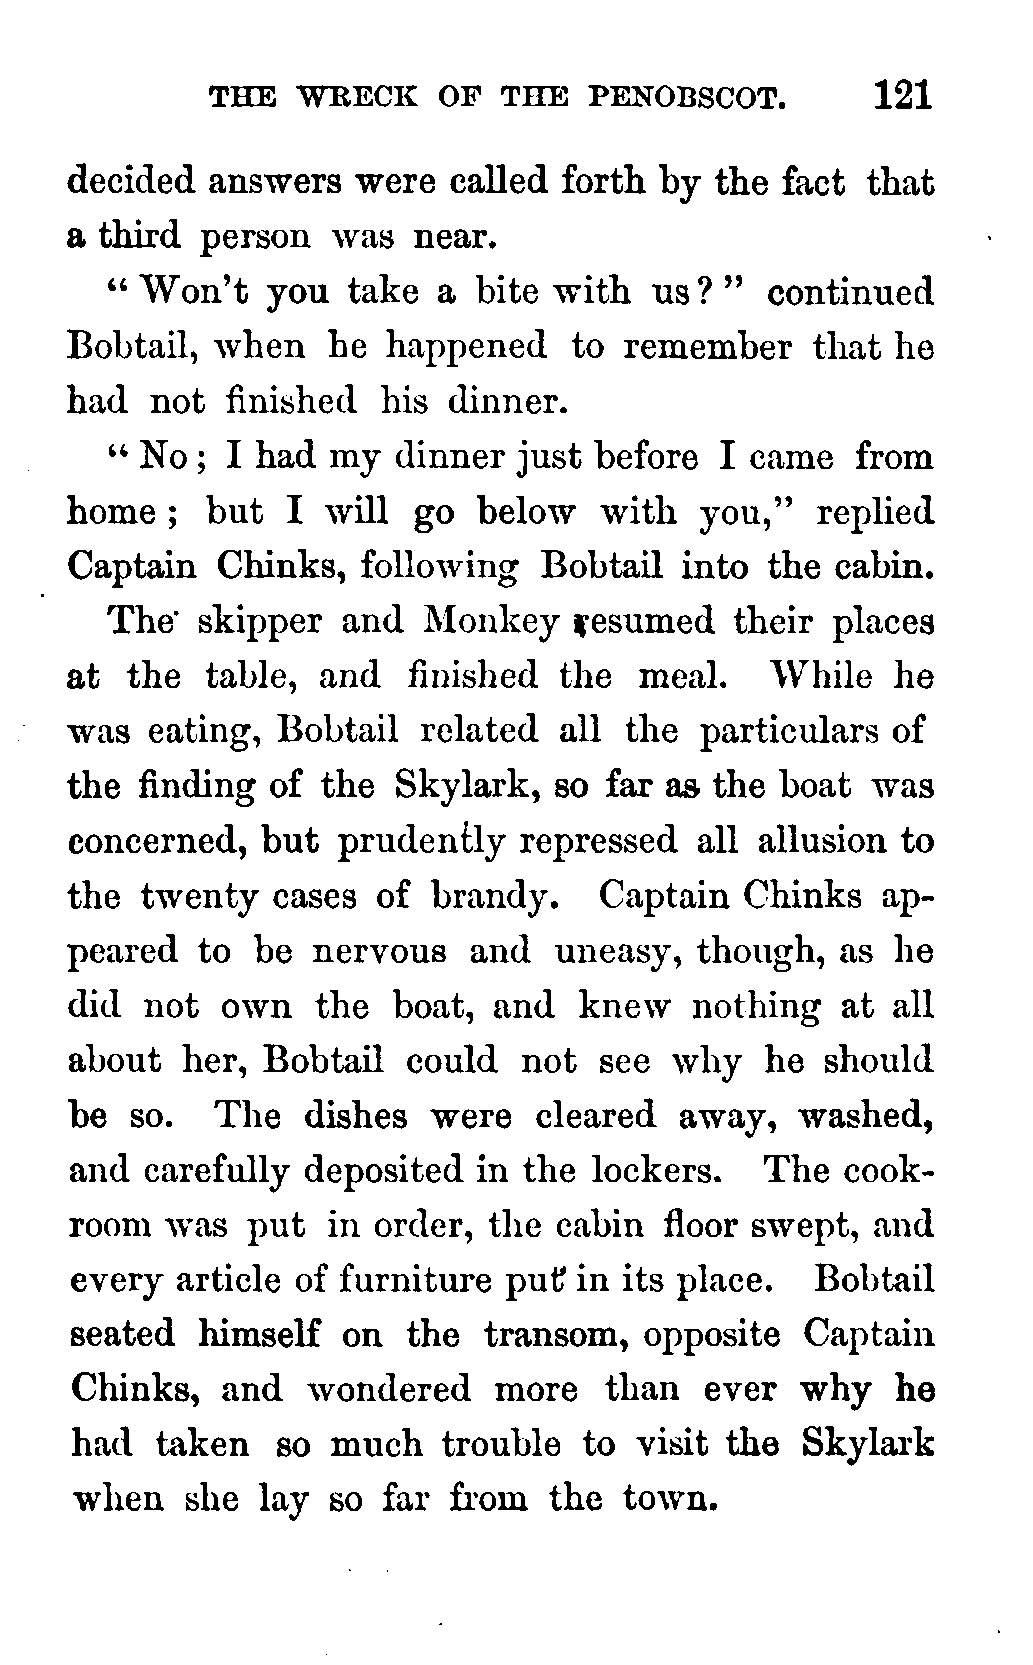 THE WRECK OF THE PENOBSCOT. 121
decided answers were called forth by the fact that
a third person was near.
“Won’t you take a bite with us?” continued
Bobtail, when he happened to remember that he
had not finished his dinner.
“No; I had my dinner just before I came from
home; but I will go below with you,” replied
Captain Chinks, following Bobtail into the cabin.
The skipper and Monkey resumed their places
at the table, and finished the meal. While he
was eating, Bobtail related all the particulars of
the finding of the Skylark, so far as the boat was
concerned, but prudently repressed all allusion to
the twenty cases of brandy. Captain Chinks ap-
peared to be nervous and uneasy, though, as he
did not own the boat, and knew nothing at all
about her, Bobtail could not see why he should
be so. The dishes were cleared away, washed,
and carefully deposited in the lockers. The cook-
room was put in order, the cabin floor swept, and
every article of furniture put in its place. Bobtail
seated himself on the transom, opposite Captain
Chinks, and wondered more than ever why he
had taken so much trouble to visit the Skylark
when she lay so far from the town.